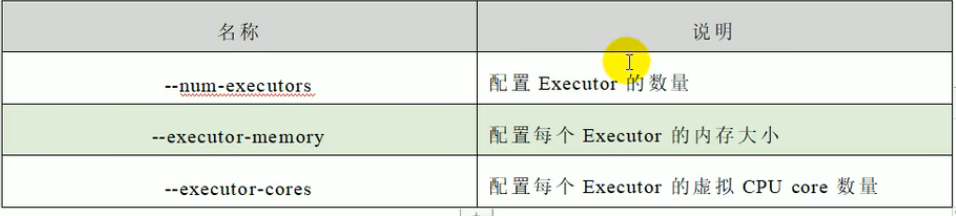 名称 说明
--num-executors 配置 Executor 的数量
--executor-memory 配置每个 Executor 的内存大小
--executor-cores 配置每个 Executor 的虚拟 CPU core 数量